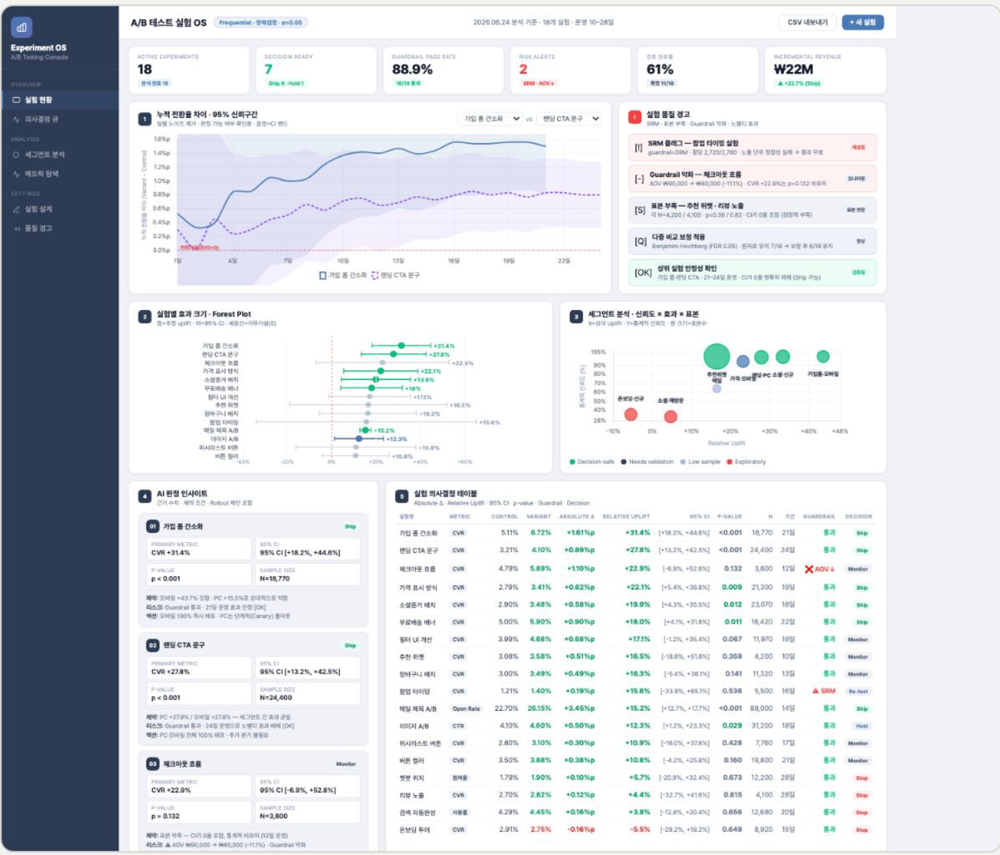 Experiment OS
A/B Testing Console
OVERVIEW
실험 현황
의사결정 큐
ANALYSIS
세그먼트 분석
메트릭 탐색
SETTINGS
실험 설계
품질 경고
A/B 테스트 실험 OS
Frequentist · 양측검정 · α=0.05
2026.06.24 분석 기준 · 18개 실험 · 운영 10–28일
CSV 내보내기
+ 새 실험
ACTIVE EXPERIMENTS
18
분석 완료 18
DECISION-READY
7
Ship 6 · Hold 1
GUARDRAIL PASS RATE
88.9%
16/18 통과
RISK ALERTS
2
SRM · AOV↓
검증 완료율
61%
확정 11/18
INCREMENTAL REVENUE
₩22M
▲ +22.7% (Ship)
1
누적 전환율 차이 · 95% 신뢰구간
일별 노이즈 제거 · 판정 가능 여부 확인용 · 음영=CI 밴드
가입 폼 간소화 vs 랜딩 CTA 문구
누적 전환율 차이 (Variant − Control)
1.6%p
1.4%p
1.2%p
1.0%p
0.8%p
0.6%p
0.4%p
0.2%p
0.0%p
귀무가설(차이=0)
1일 4일 7일 10일 13일 16일 19일 22일
가입 폼 간소화 랜딩 CTA 문구
!
실험 품질 경고
SRM · 표본 부족 · Guardrail 악화 · 노벨티 효과
[!] SRM 플래그 — 팝업 타이밍 실험 재실험
guardrail=SRM · 할당 2,720/2,780 · 노출 단위 정합성 실패 → 결과 무효
[-] Guardrail 악화 — 체크아웃 흐름 모니터링
AOV ₩90,000 → ₩80,000 (-11.1%) · CVR +22.9%는 p=0.132 비유의
[S] 표본 부족 — 추천 위젯 · 리뷰 노출 표본 연장
각 N=4,200 / 4,100 · p=0.36 / 0.82 · CI가 0을 포함 (검정력 부족)
[Q] 다중 비교 보정 적용 정상
Benjamini-Hochberg (FDR 0.05) · 원자료 유의 7/18 → 보정 후 6/18 유지
[OK] 상위 실험 안정성 확인 검증됨
가입 폼·랜딩 CTA · 21–24일 운영 · CI가 0을 명확히 배제 (Ship 가능)
2
실험별 효과 크기 · Forest Plot
점=추정 uplift · 바=95% CI · 세로선=귀무가설(0)
가입 폼 간소화 +31.4%
랜딩 CTA 문구 +27.8%
체크아웃 흐름 +22.9%
가격 표시 방식 +22.1%
소셜증거 배치 +19.9%
무료배송 배너 +18%
필터 UI 개선 +17.1%
추천 위젯 +16.5%
장바구니 배지 +16.3%
팝업 타이밍 +15.6%
메일 제목 A/B +15.2%
이미지 A/B +12.3%
위시리스트 버튼 +10.9%
버튼 컬러 +10.8%
-40% -20% 0% +20% +40% +60%
3
세그먼트 분석 · 신뢰도 × 효과 × 표본
X=상대 Uplift · Y=통계적 신뢰도 · 원 크기=표본수
통계적 신뢰도 (%)
105%
90%
80%
70%
60%
50%
40%
28%
추천위젯
메일
가격-모바일
랜딩-PC
소셜-신규
가입폼-모바일
온보딩-신규
소셜-재방문
-10% 0% +10% +20% +30% +40% +48%
Relative Uplift
Decision-safe Needs validation Low sample Exploratory
4
AI 판정 인사이트
근거 수치 · 제약 조건 · Rollout 제안 포함
01 가입 폼 간소화 Ship
PRIMARY METRIC
CVR +31.4%
95% CI
95% CI [+18.2%, +44.6%]
P-VALUE
p < 0.001
SAMPLE SIZE
N=18,770
제약: 모바일 +43.7% 강함 · PC +15.5%로 상대적으로 약함
리스크: Guardrail 통과 · 21일 운영 효과 안정 [OK]
액션: 모바일 100% 즉시 배포 · PC는 단계적(Canary) 롤아웃
02 랜딩 CTA 문구 Ship
PRIMARY METRIC
CVR +27.8%
95% CI
95% CI [+13.2%, +42.5%]
P-VALUE
p < 0.001
SAMPLE SIZE
N=24,400
제약: PC +27.9% / 모바일 +27.8% — 세그먼트 간 효과 균일
리스크: Guardrail 통과 · 24일 운영으로 노벨티 효과 배제 [OK]
액션: PC·모바일 전체 100% 배포 · 추가 분기 불필요
03 체크아웃 흐름 Monitor
PRIMARY METRIC
CVR +22.9%
95% CI
95% CI [-6.9%, +52.8%]
P-VALUE
p = 0.132
SAMPLE SIZE
N=3,800
제약: 표본 부족 — CI가 0을 포함, 통계적 비유의 (12일 운영)
리스크: ▲ AOV ₩90,000 → ₩80,000 (-11.1%) · Guardrail 악화
5
실험 의사결정 테이블
Absolute Δ · Relative Uplift · 95% CI · p-value · Guardrail · Decision
실험명 METRIC CONTROL VARIANT ABSOLUTE Δ RELATIVE UPLIFT 95% CI P-VALUE N 기간 GUARDRAIL DECISION
가입 폼 간소화 CVR 5.11% 6.72% +1.61%p +31.4% [+18.2%, +44.6%] <0.001 18,770 21일 통과 Ship
랜딩 CTA 문구 CVR 3.21% 4.10% +0.89%p +27.8% [+13.2%, +42.5%] <0.001 24,400 24일 통과 Ship
체크아웃 흐름 CVR 4.79% 5.89% +1.10%p +22.9% [-6.9%, +52.8%] 0.132 3,800 12일 ❌ AOV↓ Monitor
가격 표시 방식 CVR 2.79% 3.41% +0.62%p +22.1% [+5.4%, +38.8%] 0.009 21,300 19일 통과 Ship
소셜증거 배치 CVR 2.90% 3.48% +0.58%p +19.9% [+4.3%, +35.5%] 0.012 23,070 18일 통과 Ship
무료배송 배너 CVR 5.00% 5.90% +0.90%p +18.0% [+4.1%, +31.8%] 0.011 16,420 22일 통과 Ship
필터 UI 개선 CVR 3.99% 4.68% +0.68%p +17.1% [-1.2%, +35.4%] 0.067 11,970 19일 통과 Monitor
추천 위젯 CVR 3.08% 3.58% +0.51%p +16.5% [-18.8%, +51.8%] 0.359 4,200 10일 통과 Monitor
장바구니 배지 CVR 3.00% 3.49% +0.49%p +16.3% [-5.4%, +38.1%] 0.141 11,320 13일 통과 Monitor
팝업 타이밍 CVR 1.21% 1.40% +0.19%p +15.6% [-33.9%, +65.1%] 0.536 5,500 16일 ▲ SRM Re-test
메일 제목 A/B Open Rate 22.70% 26.15% +3.45%p +15.2% [+12.7%, +17.7%] <0.001 88,000 14일 통과 Ship
이미지 A/B CTR 4.10% 4.60% +0.50%p +12.3% [+1.2%, +23.3%] 0.029 31,200 18일 통과 Hold
위시리스트 버튼 CVR 2.80% 3.10% +0.30%p +10.9% [-16.0%, +37.8%] 0.428 7,760 17일 통과 Monitor
버튼 컬러 CVR 3.50% 3.88% +0.38%p +10.8% [-4.2%, +25.8%] 0.160 19,800 21일 통과 Monitor
챗봇 위치 참여율 1.79% 1.90% +0.10%p +5.7% [-20.9%, +32.4%] 0.673 12,200 28일 통과 Stop
리뷰 노출 CVR 2.70% 2.82% +0.12%p +4.4% [-32.7%, +41.6%] 0.815 4,100 28일 통과 Stop
검색 자동완성 사용률 4.29% 4.45% +0.16%p +3.8% [-12.8%, +20.4%] 0.656 12,680 20일 통과 Stop
온보딩 투어 CVR 2.91% 2.75% -0.16%p -5.5% [-29.2%, +18.2%] 0.649 8,920 15일 통과 Stop